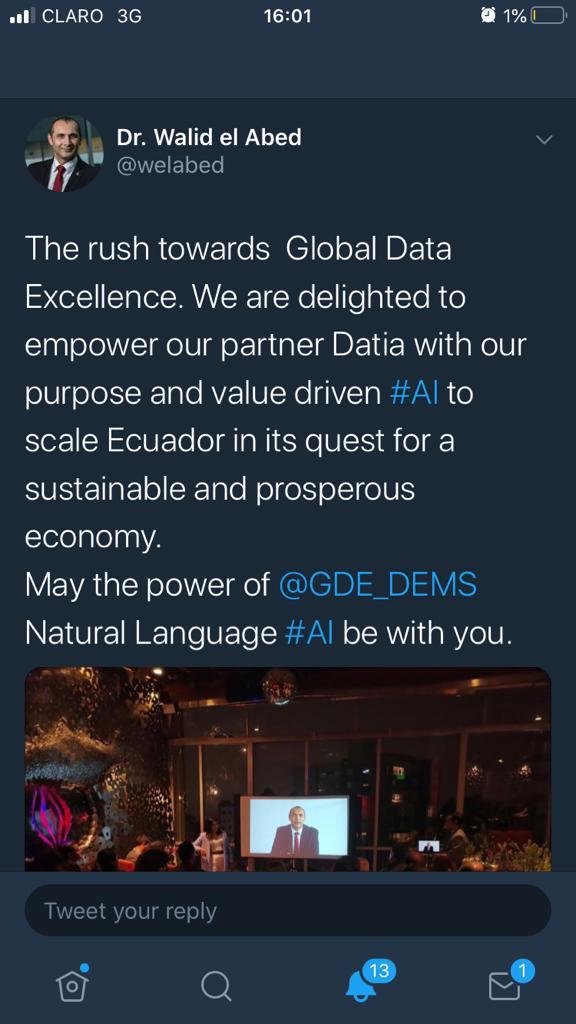 CLARO 3G 16:01 1%
Dr. Walid el Abed
@welabed
The rush towards  Global Data
Excellence. We are delighted to
empower our partner Datia with our
purpose and value driven #AI to
scale Ecuador in its quest for a
sustainable and prosperous
economy.
May the power of @GDE_DEMS
Natural Language #AI be with you.
Tweet your reply
13
1